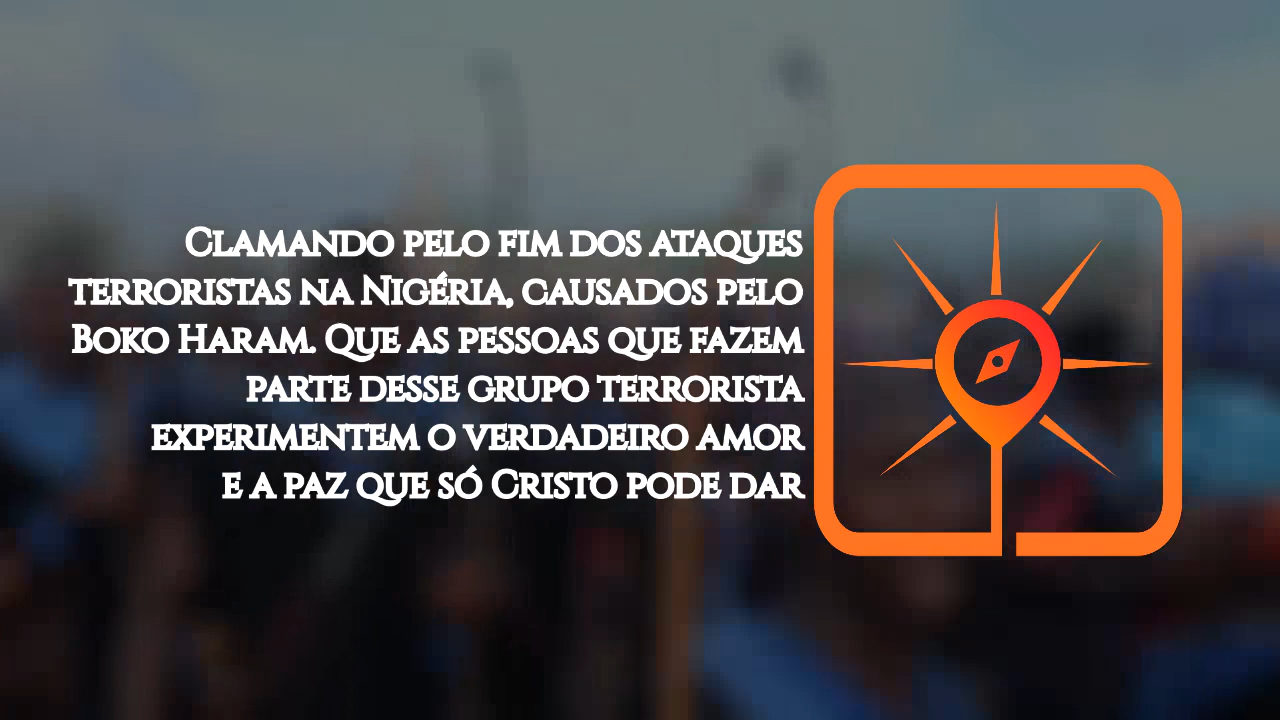 Clamando pelo fim dos ataques
terroristas na Nigéria, causados pelo
Boko Haram. Que as pessoas que fazem
parte desse grupo terrorista
experimentem o verdadeiro amor
e a paz que só Cristo pode dar